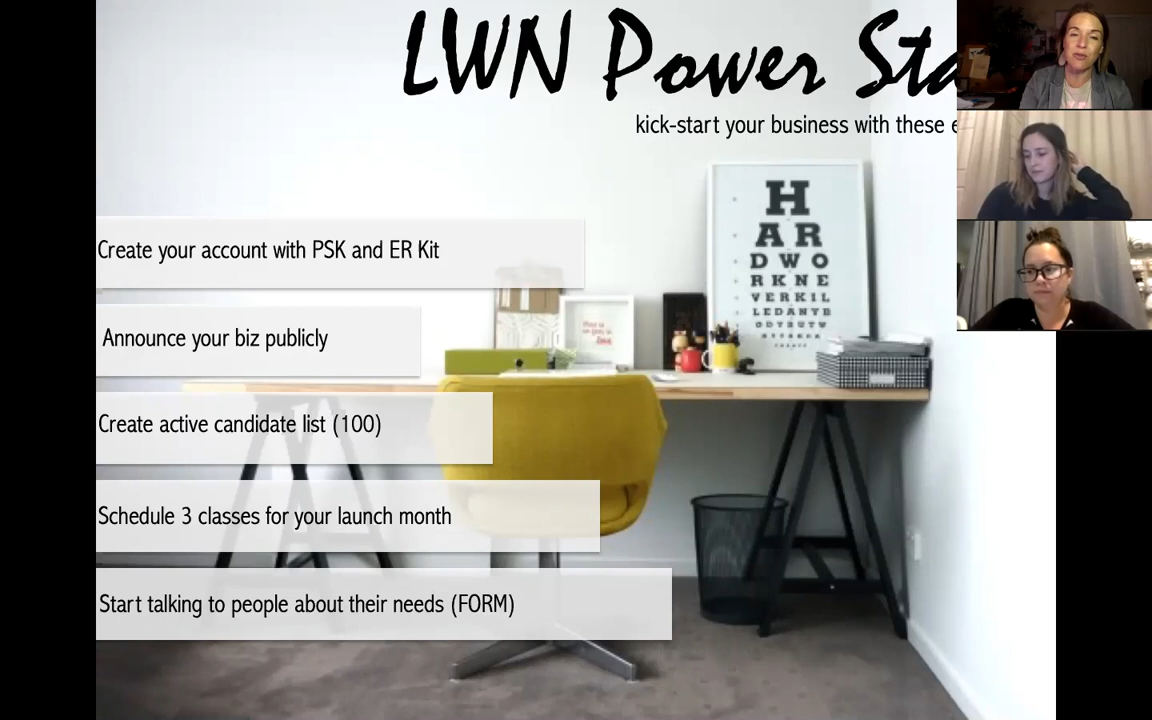 LWN Power Sta
kick-start your business with these e
Create your account with PSK and ER Kit
Announce your biz publicly
Create active candidate list (100)
Schedule 3 classes for your launch month
Start talking to people about their needs (FORM)
H
AR
DWO
RKNE
VERKIL
LEDANYB
ODYBUTW